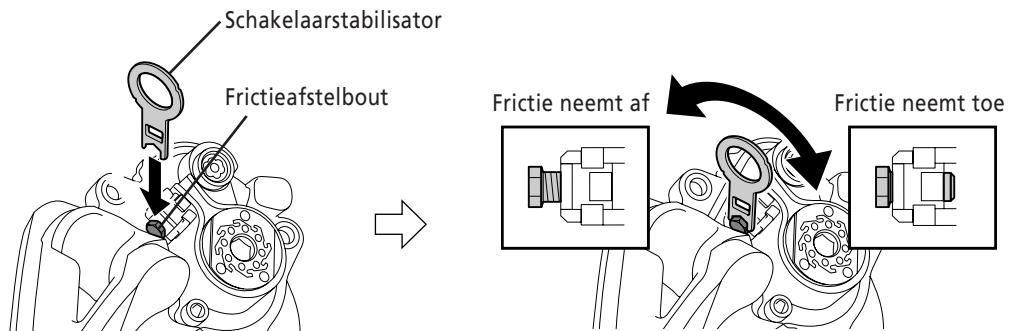 Schakelaarstabilisator
Frictieafstelbout
Frictie neemt af
Frictie neemt toe